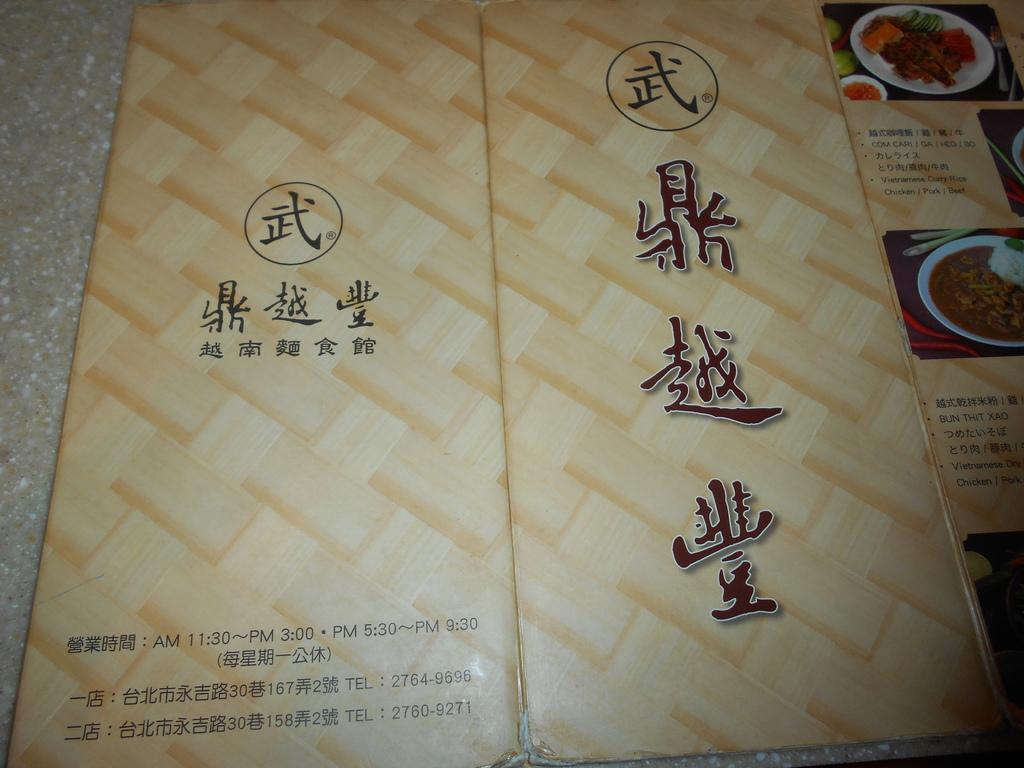 武®
鼎越豐
越南麵食館
營業時間：AM 11:30～PM 3:00・PM 5:30～PM 9:30
(每星期一公休)
一店：台北市永吉路30巷167弄2號 TEL：2764-9696
二店：台北市永吉路30巷158弄2號 TEL：2760-9271
武®
鼎越豐
• 越式咖哩飯 / 雞 / 豬 / 牛
• COM CARI / GA / HEO / BO
• カレライス
とり肉/豚肉/牛肉
• Vietnamese Curry Rice
Chicken / Pork / Beef
• 越式乾拌米粉 / 雞 /
• BUN THIT XAO
• つめたいそば
とり肉 / 豚肉 /
• Vietnamese Dry
Chicken / Pork